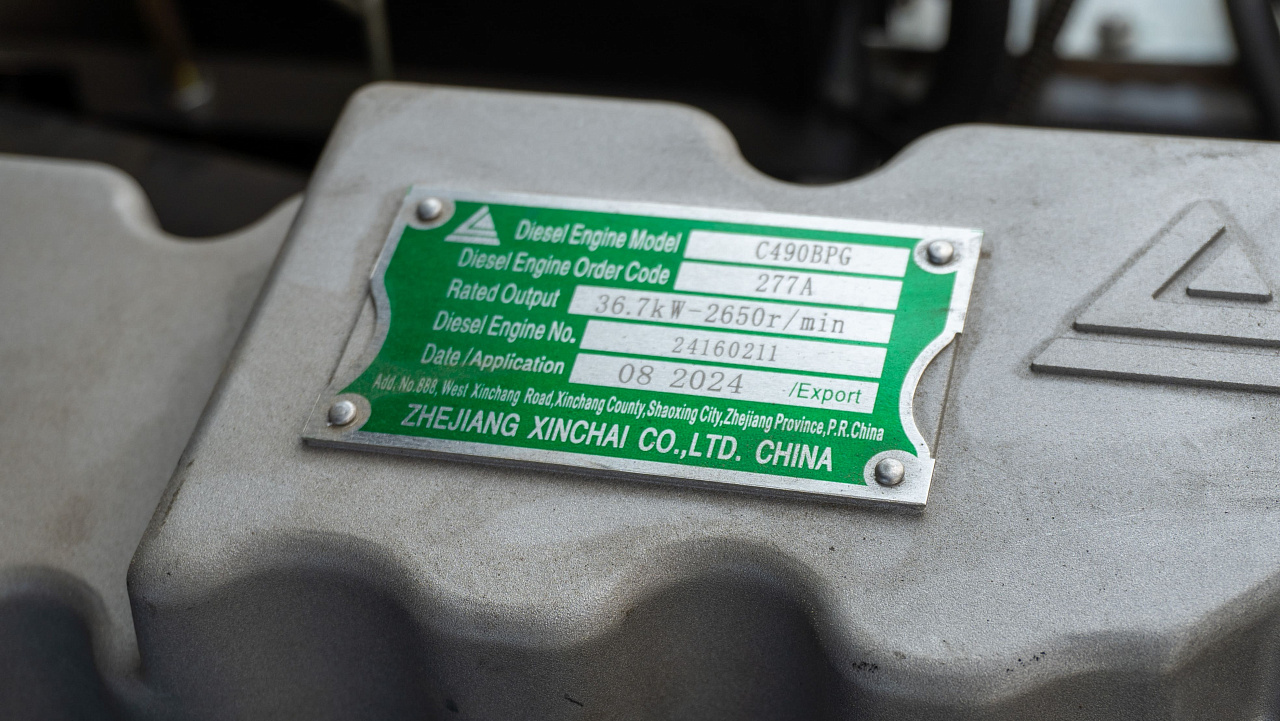 Diesel Engine Model C490BPG
Diesel Engine Order Code 277A
Rated Output 36.7kW-2650r/min
Diesel Engine No. 24160211
Date/Application 08 2024 /Export
Add. No.888, West Xinchang Road,Xinchang County,Shaoxing City,Zhejiang Province,P.R.China
ZHEJIANG XINCHAI CO.,LTD. CHINA